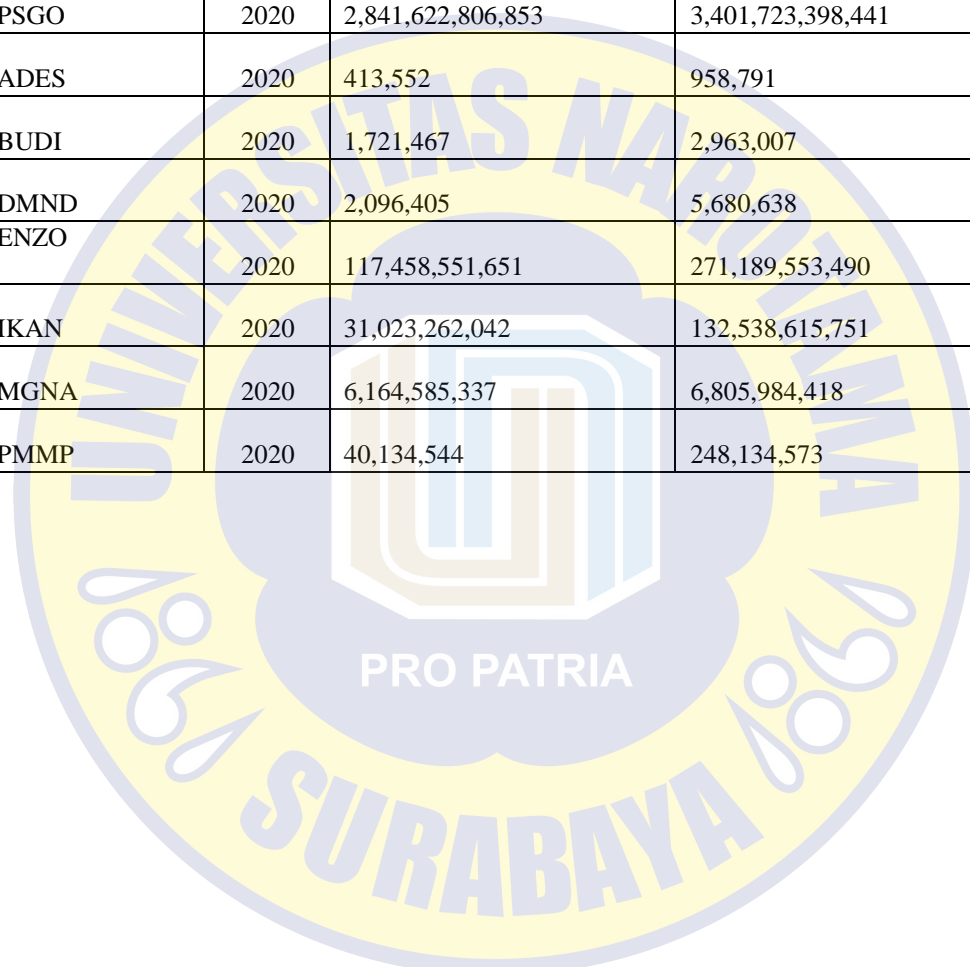 PSGO 2020 2,841,622,806,853 3,401,723,398,441
ADES 2020 413,552 958,791
BUDI 2020 1,721,467 2,963,007
DMND 2020 2,096,405 5,680,638
ENZO
2020 117,458,551,651 271,189,553,490
IKAN 2020 31,023,262,042 132,538,615,751
MGNA 2020 6,164,585,337 6,805,984,418
PMMP 2020 40,134,544 248,134,573
UNIVERSITAS NAROTAMA
PRO PATRIA
SURABAYA